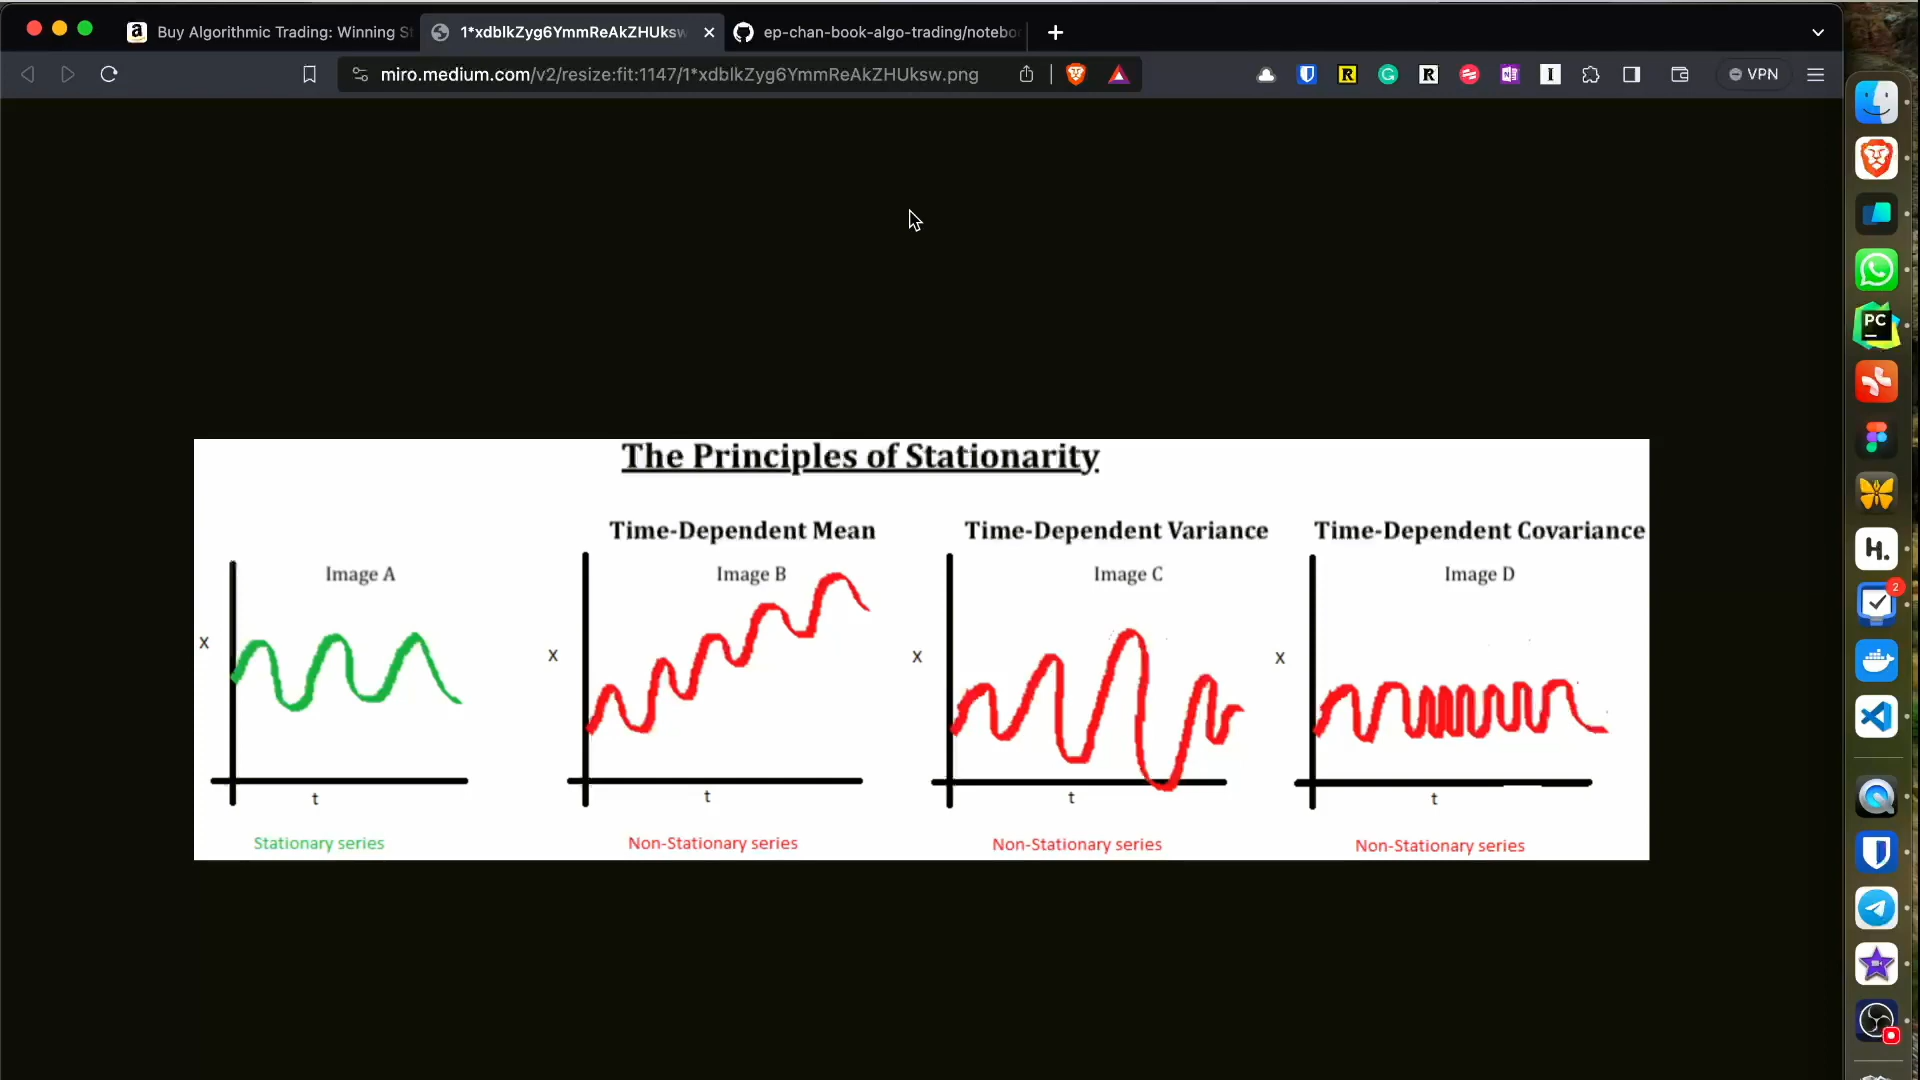 Buy Algorithmic Trading: Winning St
1*xdblkZyg6YmmReAkZHUksw
ep-chan-book-algo-trading/notebo
miro.medium.com/v2/resize:fit:1147/1*xdblkZyg6YmmReAkZHUksw.png
VPN
The Principles of Stationarity
Time-Dependent Mean
Time-Dependent Variance
Time-Dependent Covariance
Image A
Image B
Image C
Image D
x
x
x
x
t
t
t
t
Stationary series
Non-Stationary series
Non-Stationary series
Non-Stationary series
PC
H.
2